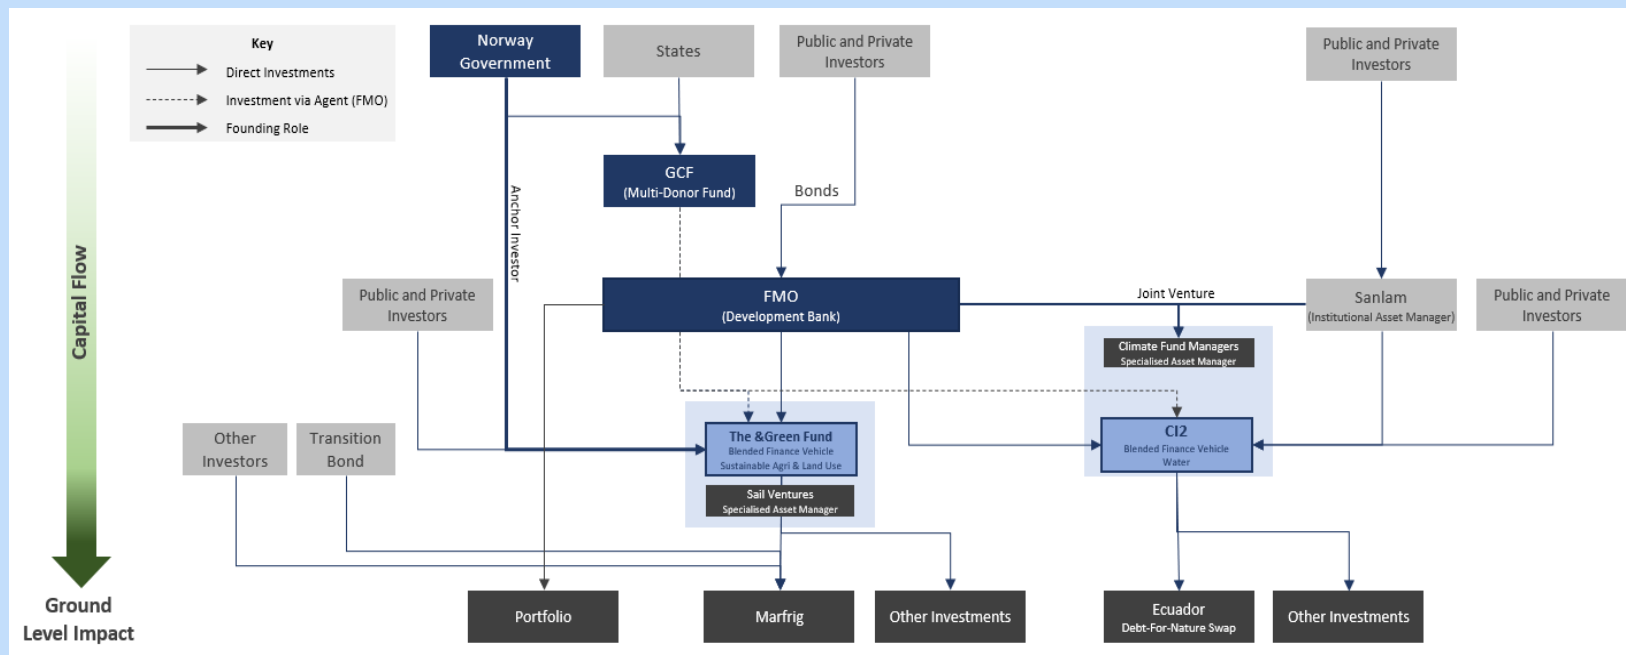 Key
Direct Investments
Investment via Agent (FMO)
Founding Role
Norway
Government
States
Public and Private
Investors
Public and Private
Investors
GCF
(Multi-Donor Fund)
Anchor Investor
Bonds
Capital Flow
Public and Private
Investors
FMO
(Development Bank)
Joint Venture
Sanlam
(Institutional Asset Manager)
Public and Private
Investors
Climate Fund Managers
Specialised Asset Manager
Other
Investors
Transition
Bond
The &Green Fund
Blended Finance Vehicle
Sustainable Agri & Land Use
Sail Ventures
Specialised Asset Manager
CI2
Blended Finance Vehicle
Water
Ground
Level Impact
Portfolio
Marfrig
Other Investments
Ecuador
Debt-For-Nature Swap
Other Investments